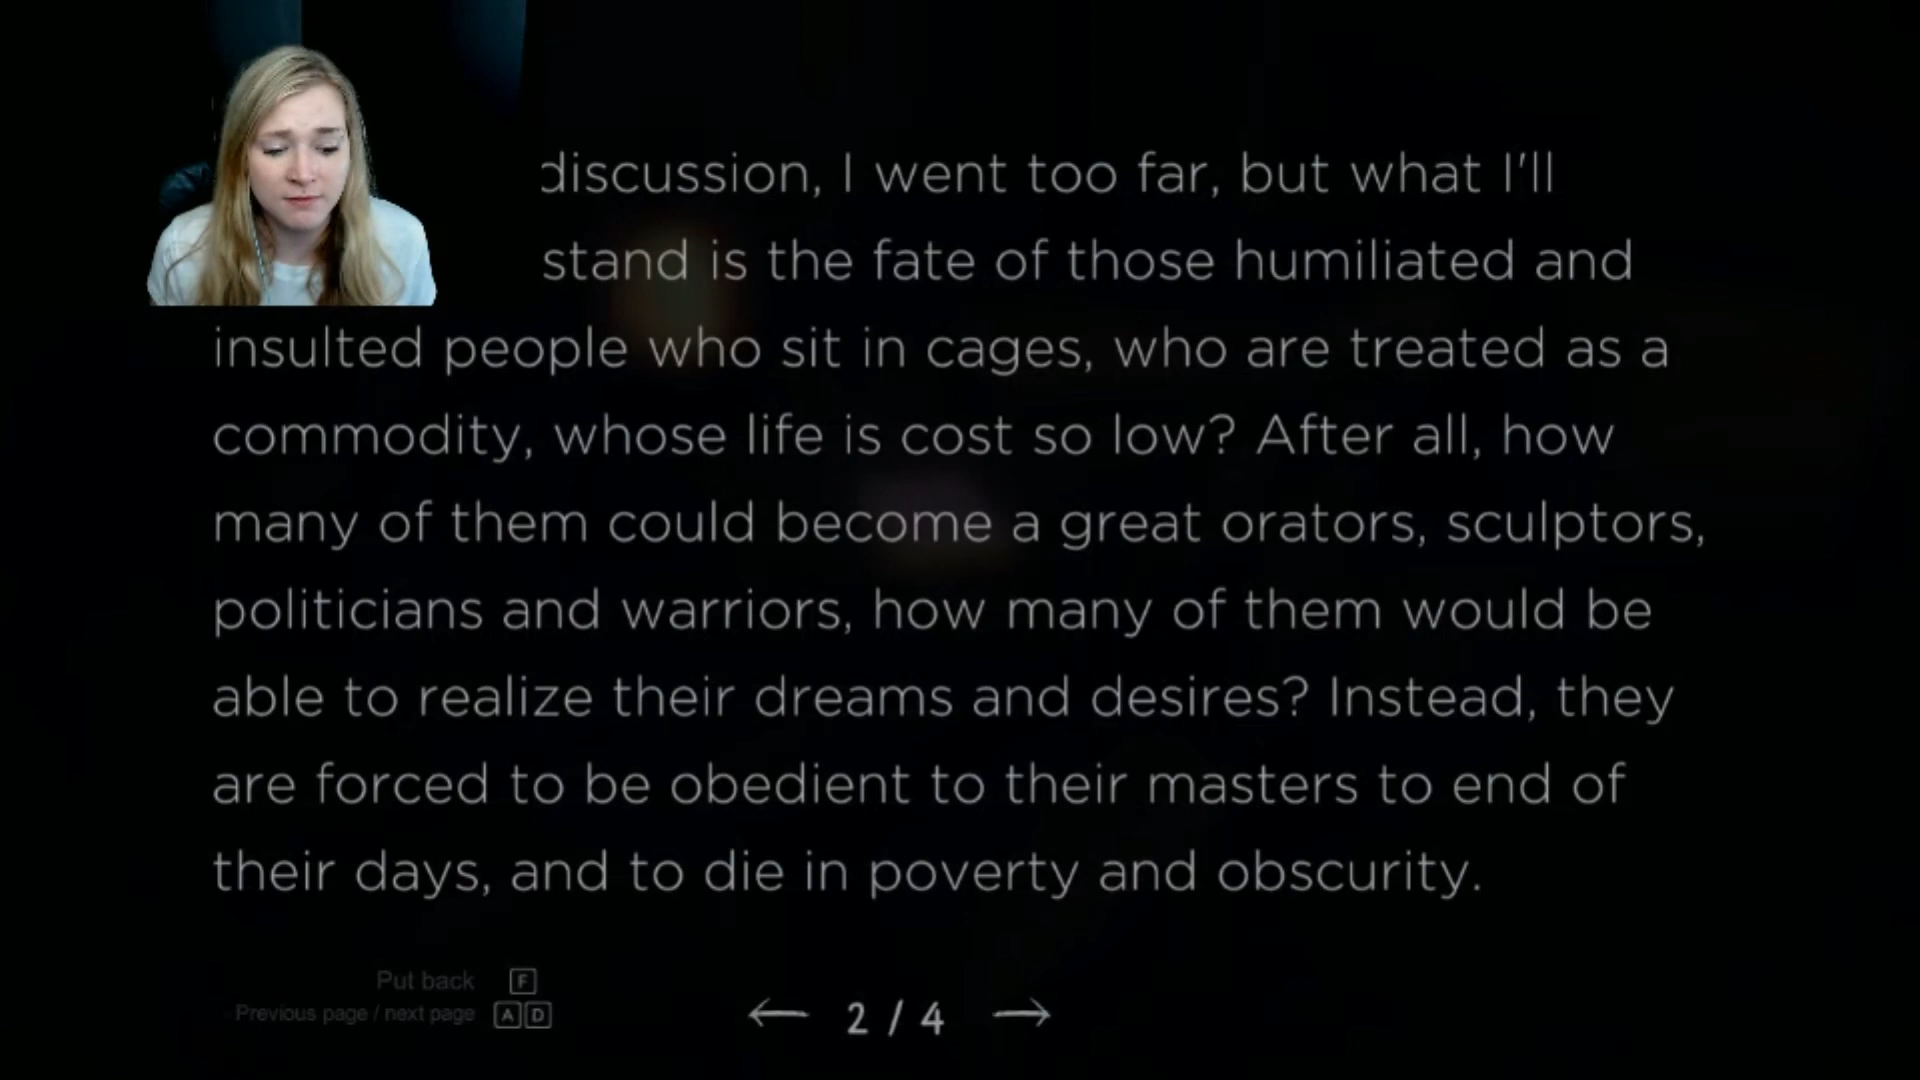 discussion, I went too far, but what I'll
stand is the fate of those humiliated and
insulted people who sit in cages, who are treated as a
commodity, whose life is cost so low? After all, how
many of them could become a great orators, sculptors,
politicians and warriors, how many of them would be
able to realize their dreams and desires? Instead, they
are forced to be obedient to their masters to end of
their days, and to die in poverty and obscurity.
Put back F
Previous page / next page A D
← 2 / 4 →